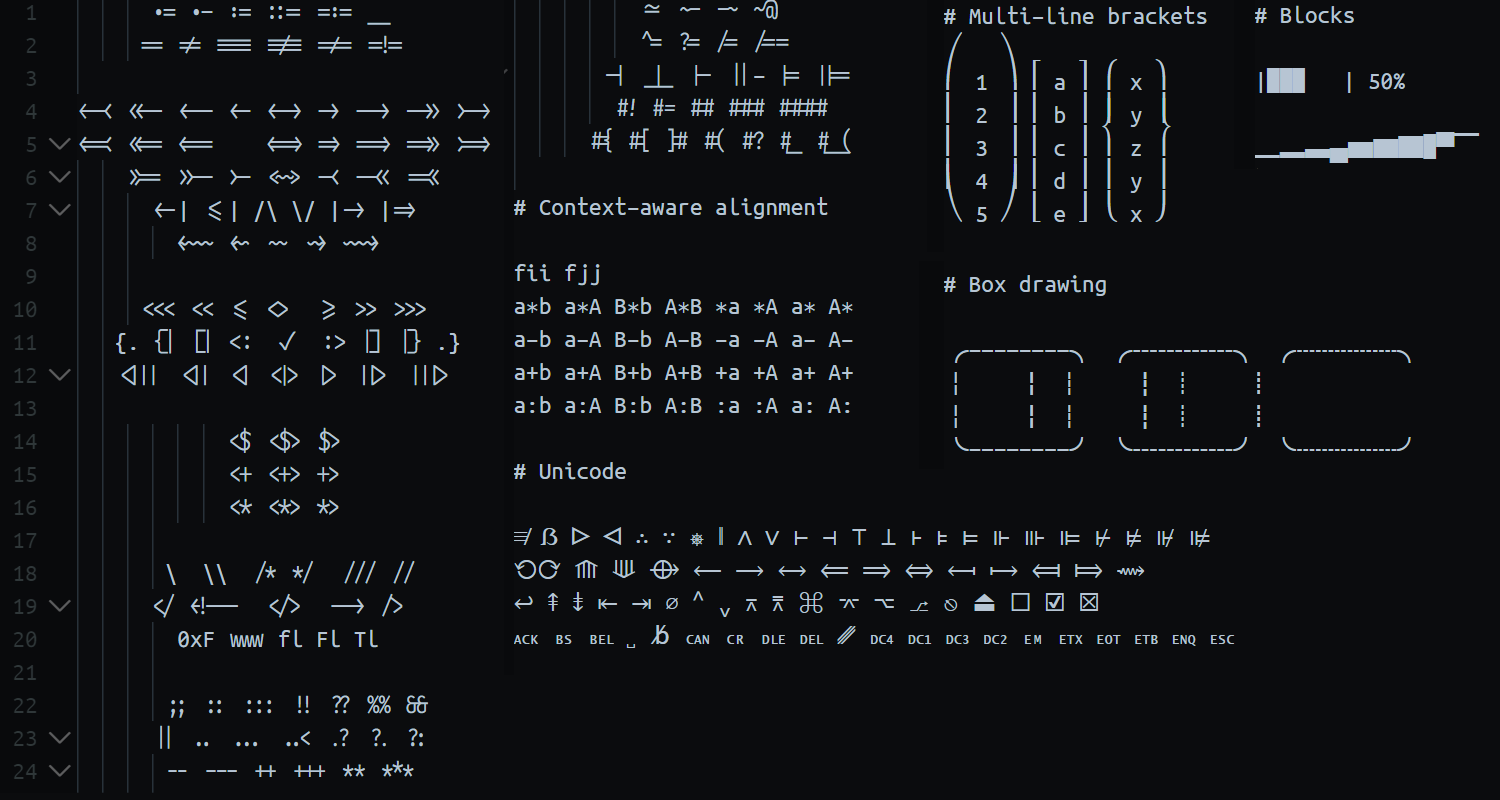 1 •= •- := ::= =:= __
2 == != === !== =/= =!=
3
4 <-< <<- <-- <- <-> -> --> ->> >->
5 =<= <<= <== <=> => ==> =>> >=>
6 >>= >>- >- <~> -< -<< =<<
7 <-| <=| /\ \/ |-> |=>
8 <~~ <~ ~~ ~> ~~>
9
10 <<< << <= <> >= >> >>>
11 {. {| [| <: ✓ :> |] |} .}
12 <||| <|| <| <|> |> ||> |||>
13
14 <$ <$> $>
15 <+ <+> +>
16 <* <*> *>
17
18 \ \\ /* */ /// //
19 </ <!-- </> --> />
20 0xF www fl Fl Tl
21
22 ;; :: ::: !! ?? %% &&
23 || .. ... ..< .? ?. ?:
24 -- --- ++ +++ ** ***
~= ~- -~ ~@
^= ?= /= /==
-| _|_ |- ||- |= ||=
#! #= ## ### ####
#{ #[ ]# #( #? #_ #_(
# Context-aware alignment
fii fjj
a*b a*A B*b A*B *a *A a* A*
a-b a-A B-b A-B -a -A a- A-
a+b a+A B+b A+B +a +A a+ A+
a:b a:A B:b A:B :a :A a: A:
# Unicode
ẞ ▷ ◁ ∴ ∵ ⎈ ∧ ∨ ⊢ ⊣ ⊤ ⊥ ⊦ ⊧ ⊨ ⊩ ⊪ ⊫ ⊬ ⊭ ⊮ ⊯
⟲⟳ ⟰ ⟱ ⟴ ⟵ ⟶ ⟷ ⟸ ⟹ ⟺ ⟻ ⟼ ⟽ ⟾ ⟿
↩ ⇞ ⇟ ⇤ ⇥ ⌀ ⌃ ⌄ ⌅ ⌆ ⌘ ⌤ ⌥ ⎇ ⎋ ⏏ ☐ ☑ ☒
ACK BS BEL ␣ CAN CR DLE DEL DC4 DC1 DC3 DC2 EM ETX EOT ETB ENQ ESC
# Multi-line brackets
1 a x
2 b y
3 c z
4 d y
5 e x
# Blocks
|███ | 50%
# Box drawing